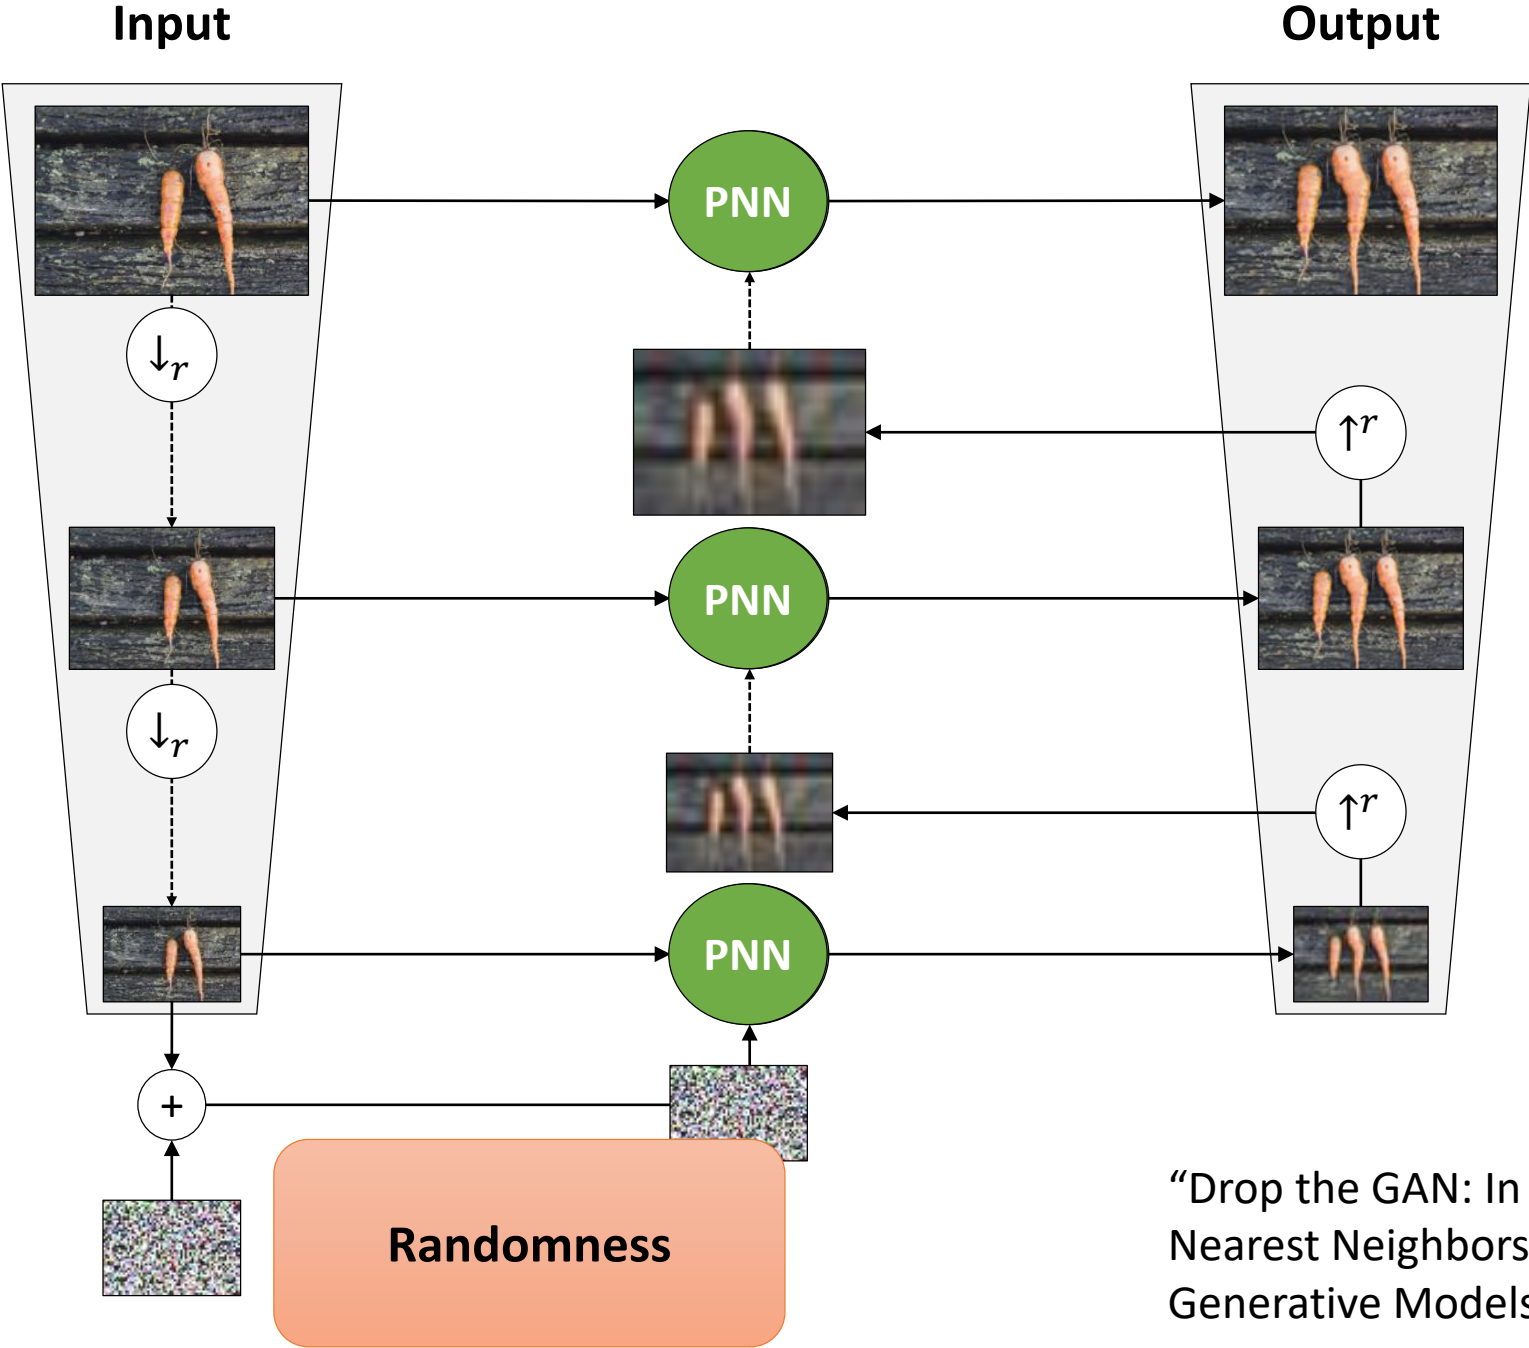 Input
Output
PNN
↓r
↑r
PNN
↓r
↑r
PNN
+
Randomness
“Drop the GAN: In
Nearest Neighbors
Generative Models